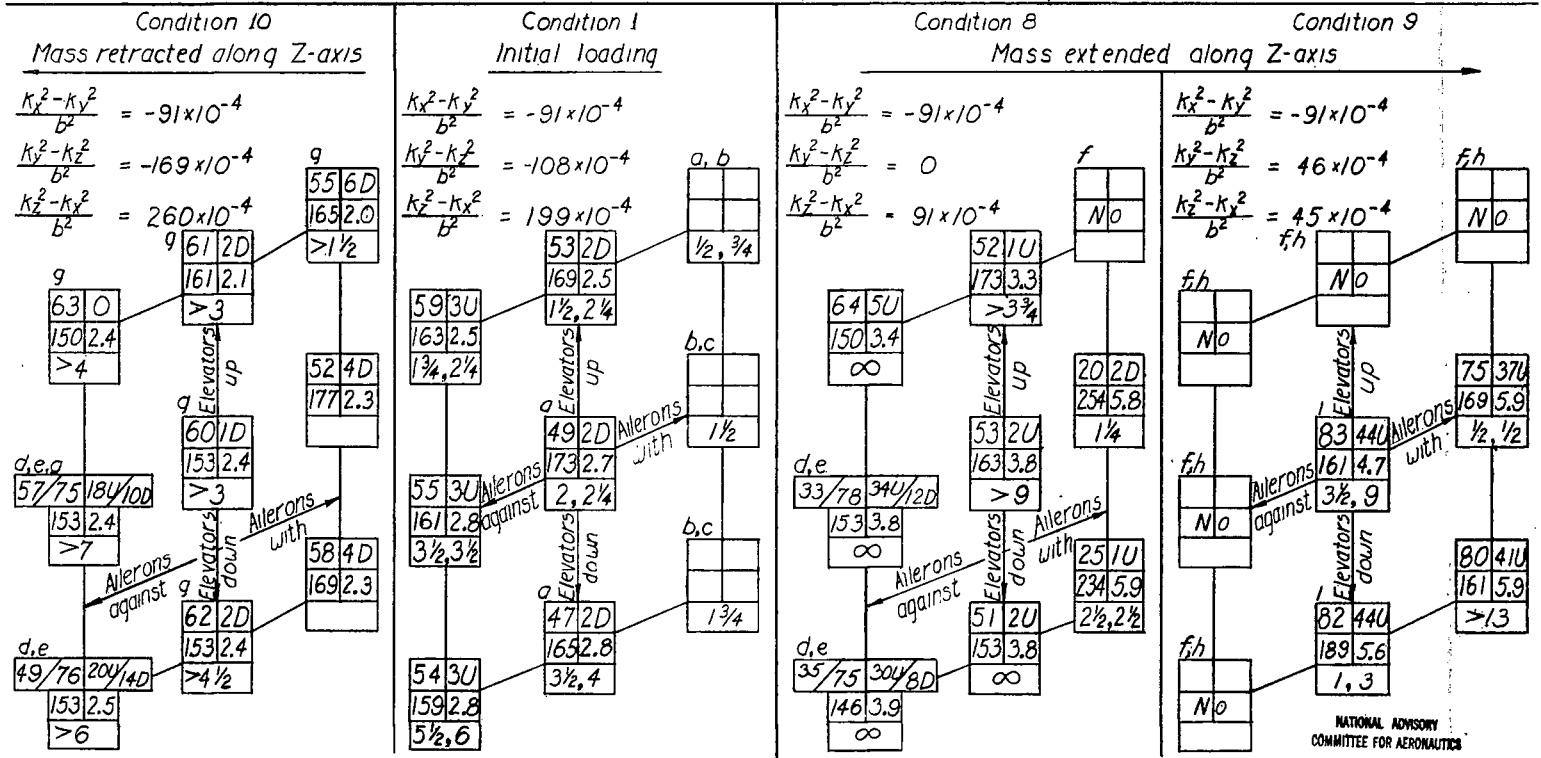 Condition 10
Mass retracted along Z-axis
kx²-ky²/b² = -91×10⁻⁴
ky²-kz²/b² = -169×10⁻⁴
kz²-kx²/b² = 260×10⁻⁴
g
55 6D
165 2.0
>1½
g
61 2D
161 2.1
>3
g
63 0
150 2.4
>4
Elevators up
52 4D
177 2.3
g
60 1D
153 2.4
>3
d,e,g
57/75 18U/10D
153 2.4
>7
Ailerons with
Ailerons against
Elevators down
58 4D
169 2.3
g
62 2D
153 2.4
>4½
d,e
49/76 20U/14D
153 2.5
>6
Condition 1
Initial loading
kx²-ky²/b² = -91×10⁻⁴
ky²-kz²/b² = -108×10⁻⁴
kz²-kx²/b² = 199×10⁻⁴
a, b
½, ¾
53 2D
169 2.5
1½, 2¼
59 3U
163 2.5
1¾, 2¼
Elevators up
b,c
1½
a
49 2D
173 2.7
2, 2¼
Ailerons with
Ailerons against
55 3U
161 2.8
3½, 3½
Elevators down
b,c
1¾
a
47 2D
165 2.8
3½, 4
54 3U
159 2.8
5½, 6
Condition 8
Condition 9
Mass extended along Z-axis
kx²-ky²/b² = -91×10⁻⁴
ky²-kz²/b² = 0
kz²-kx²/b² = 91×10⁻⁴
f
NO
52 1U
173 3.3
>3¾
64 5U
150 3.4
∞
Elevators up
20 2D
254 5.8
1¼
53 2U
163 3.8
>9
d,e
33/78 34U/12D
153 3.8
∞
Ailerons with
Ailerons against
Elevators down
25 1U
234 5.9
2½, 2½
51 2U
153 3.8
∞
d,e
35/75 30U/8D
146 3.9
∞
kx²-ky²/b² = -91×10⁻⁴
ky²-kz²/b² = 46×10⁻⁴
kz²-kx²/b² = 45×10⁻⁴
f,h
NO
f,h
NO
f,h
NO
Elevators up
75 37U
169 5.9
½, ½
i
83 44U
161 4.7
3½, 9
Ailerons with
Ailerons against
f,h
NO
Elevators down
80 41U
161 5.9
>13
i
82 44U
189 5.6
1, 3
f,h
NO
NATIONAL ADVISORY
COMMITTEE FOR AERONAUTICS